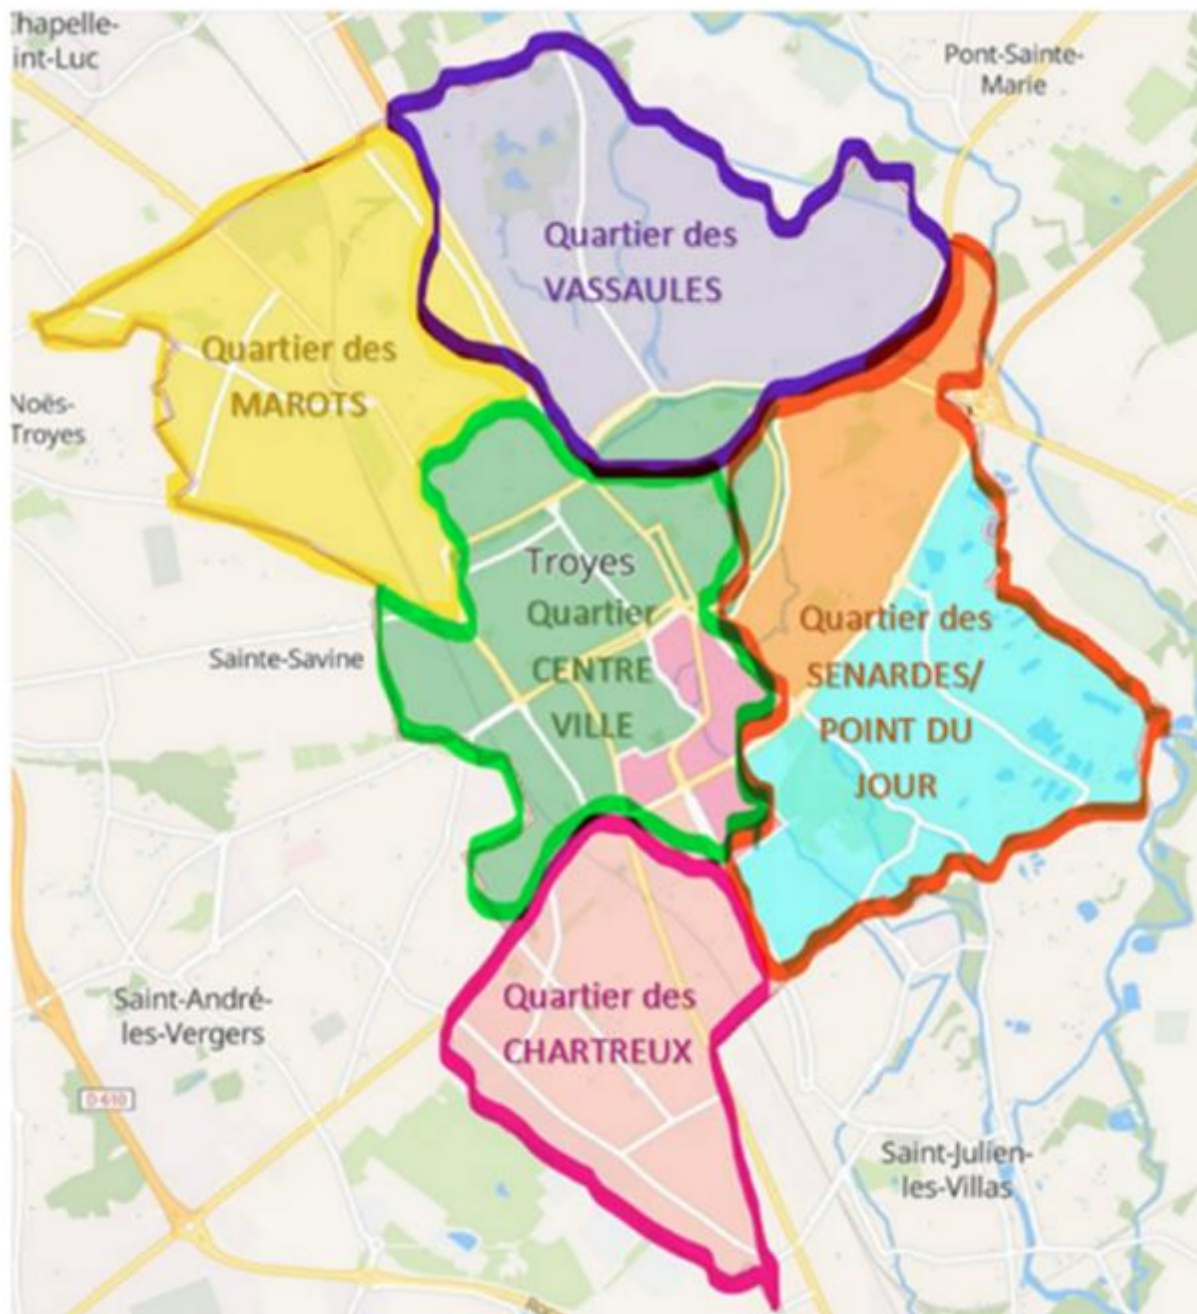 Chapelle-
int-Luc
Pont-Sainte-
Marie
Quartier des
VASSAULES
Quartier des
MAROTS
Noës-
Troyes
Troyes
Quartier
CENTRE
VILLE
Sainte-Savine
Quartier des
SENARDES/
POINT DU
JOUR
Saint-André-
les-Vergers
Quartier des
CHARTREUX
D 610
Saint-Julien-
les-Villas